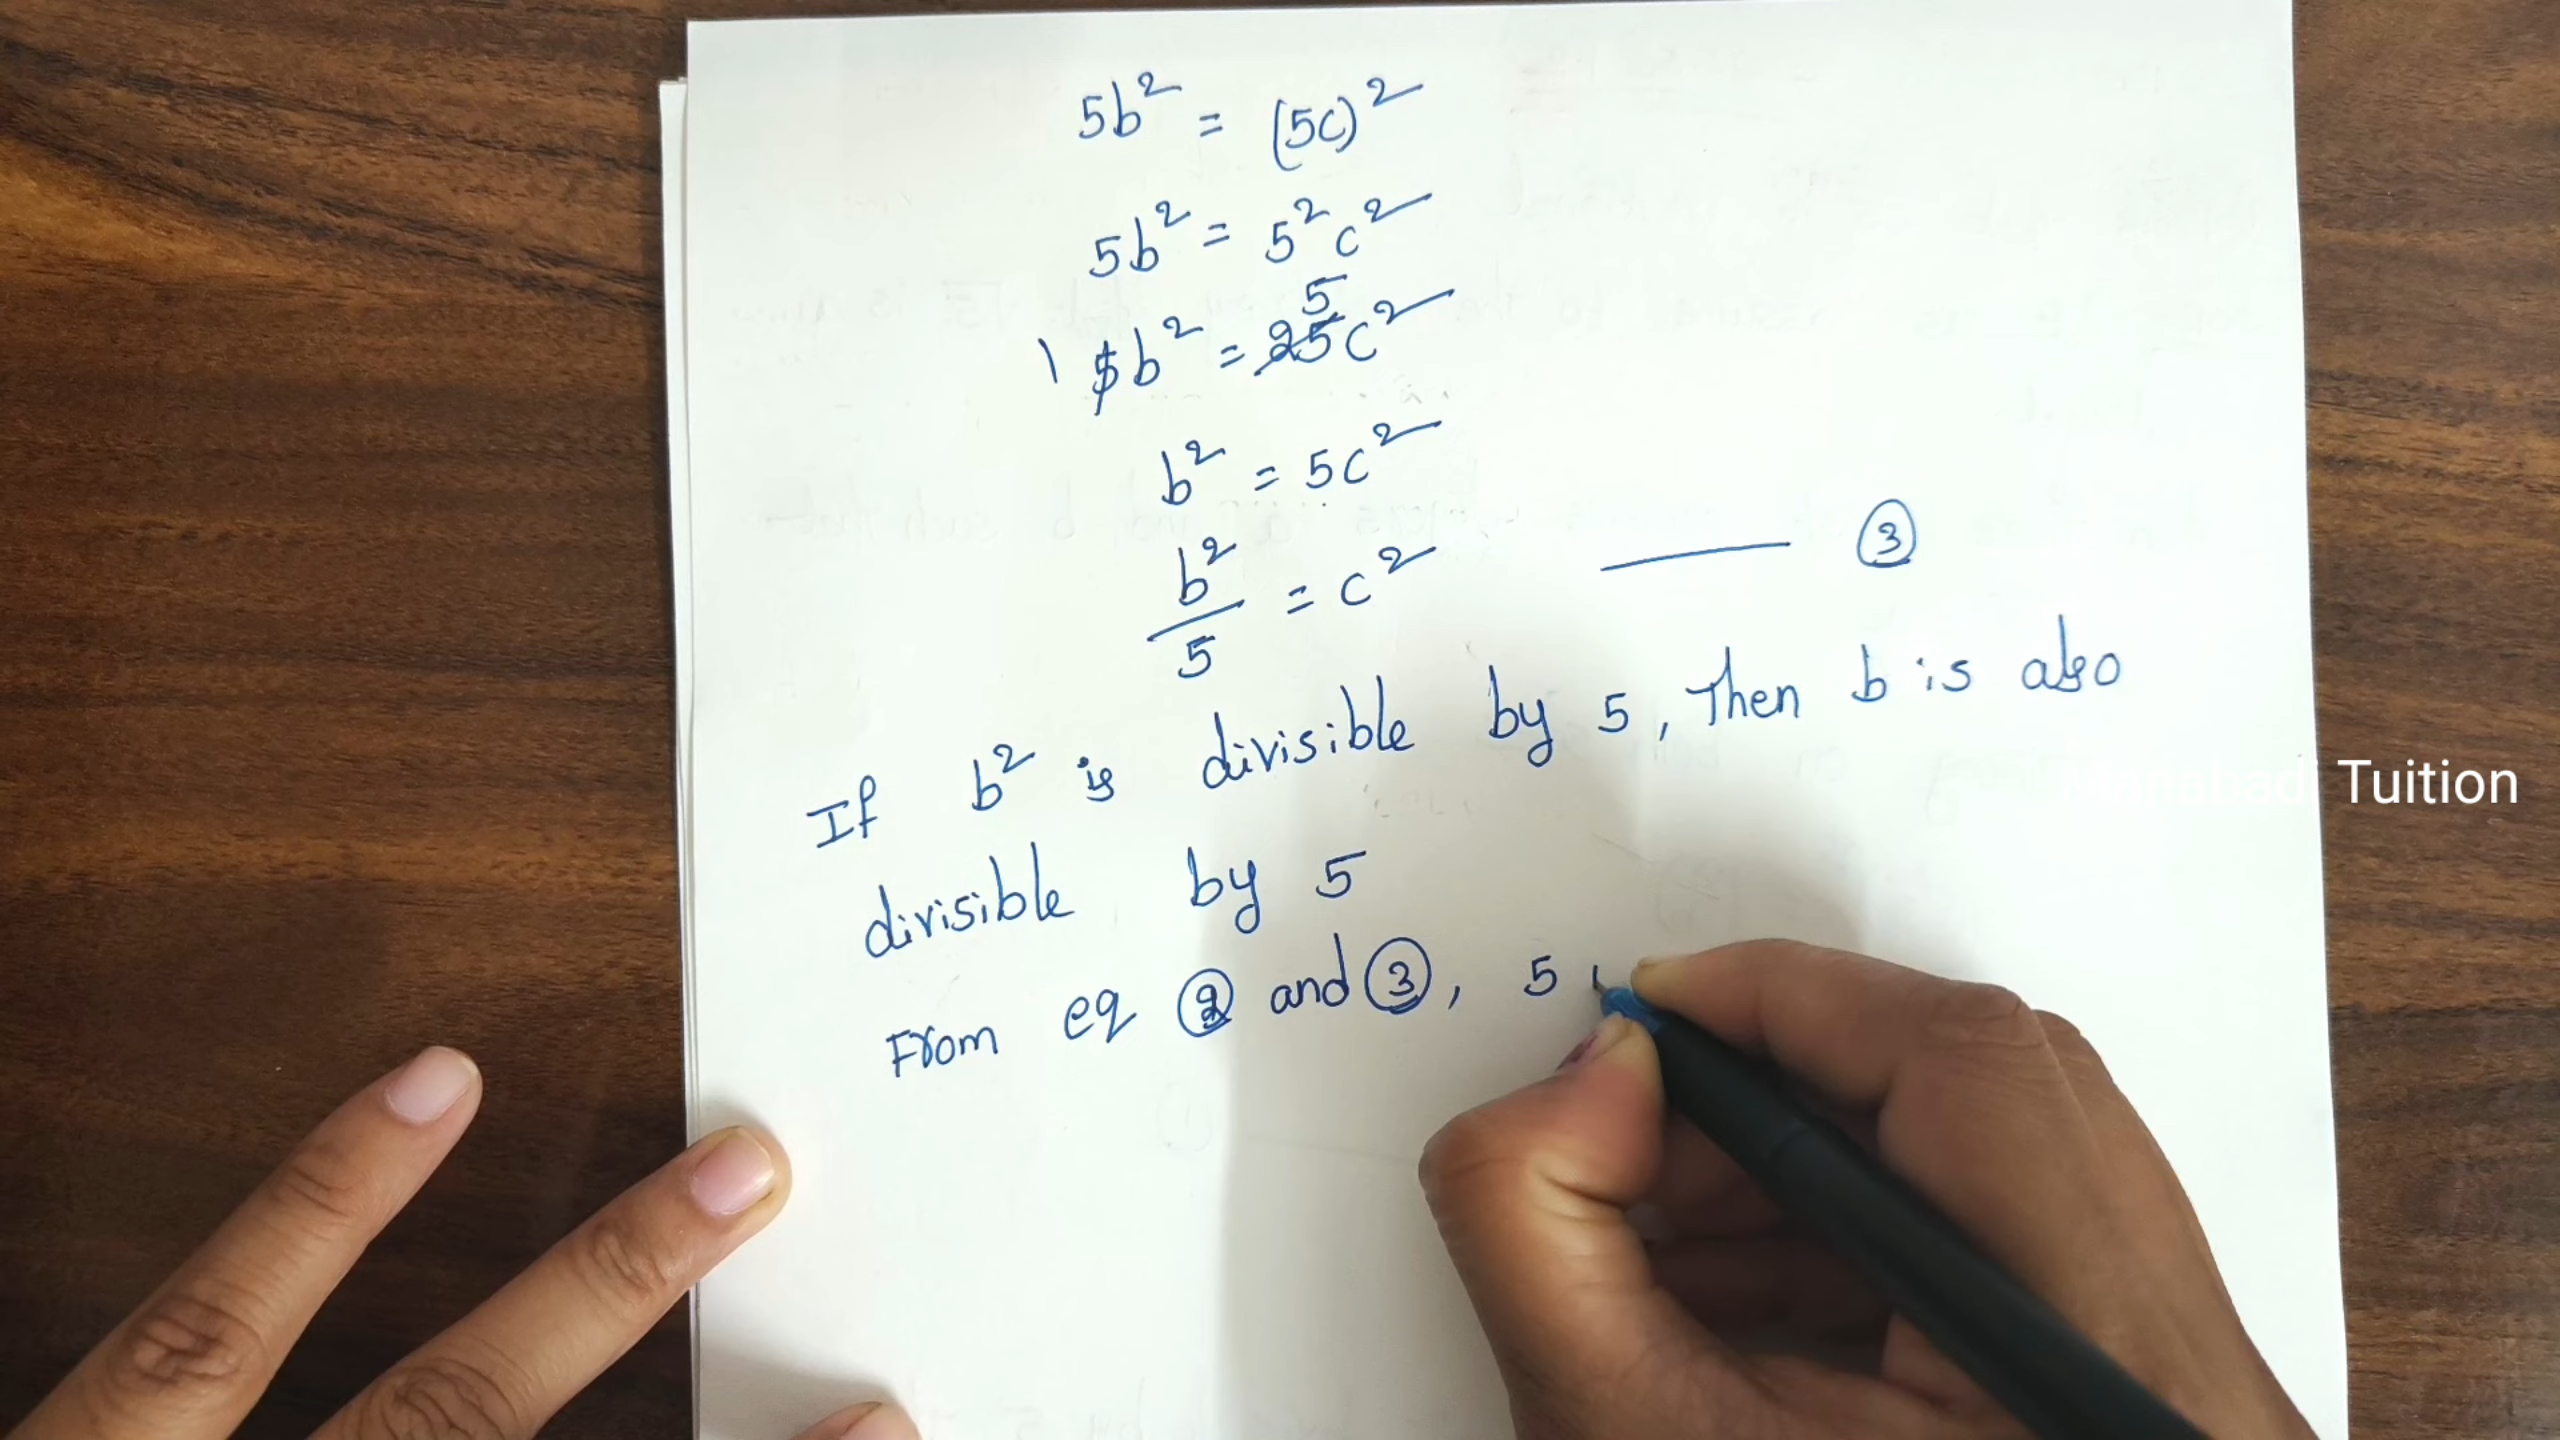 5b² = (5c)²
5b² = 5²c²
5
1 5b² = 25c²
b² = 5c²
b²/5 = c² —— ③
If b² is divisible by 5, Then b is also
divisible by 5
From eq ② and ③, 5
Tuition